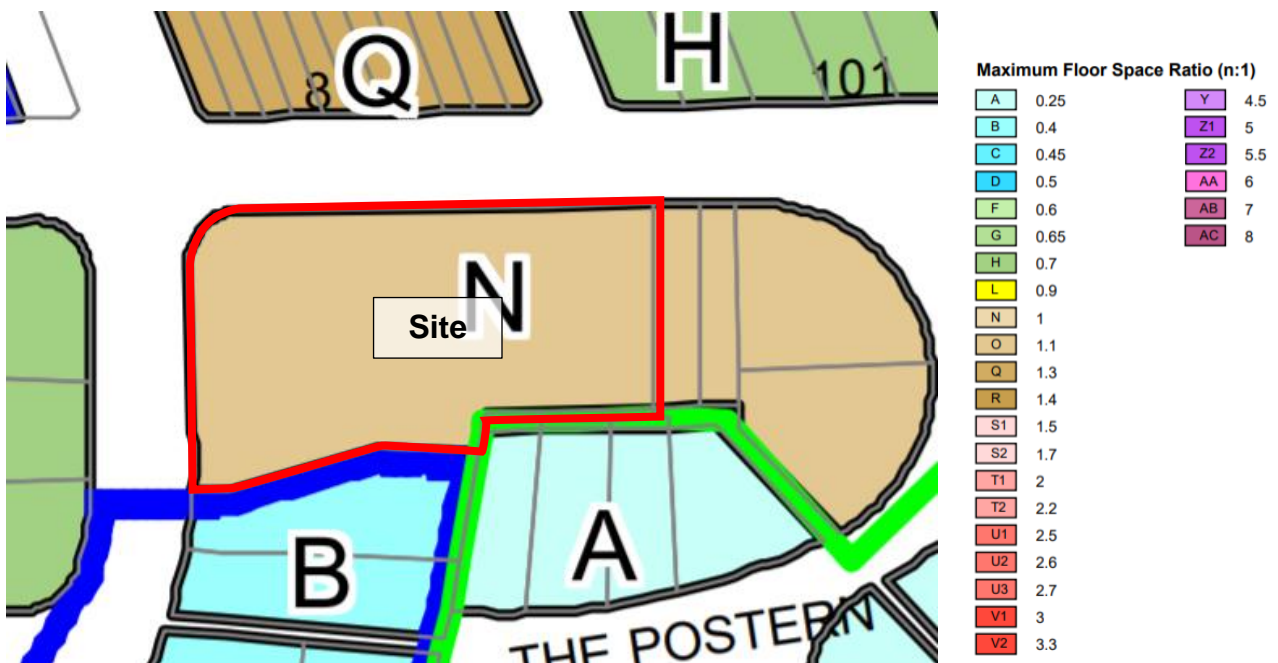 8 Q H 101
N
Site
B
A
THE POSTERN
Maximum Floor Space Ratio (n:1)
A 0.25
B 0.4
C 0.45
D 0.5
F 0.6
G 0.65
H 0.7
L 0.9
N 1
O 1.1
Q 1.3
R 1.4
S1 1.5
S2 1.7
T1 2
T2 2.2
U1 2.5
U2 2.6
U3 2.7
V1 3
V2 3.3
Y 4.5
Z1 5
Z2 5.5
AA 6
AB 7
AC 8